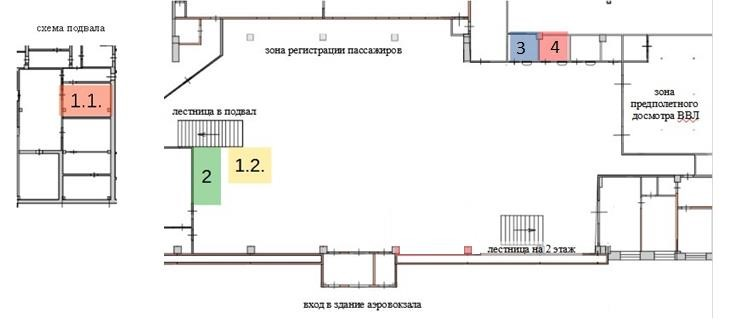 схема подвала
1.1.
зона регистрации пассажиров
3
4
зона
предполетного
досмотра ВВЛ
лестница в подвал
2
1.2.
лестница на 2 этаж
вход в здание аэровокзала